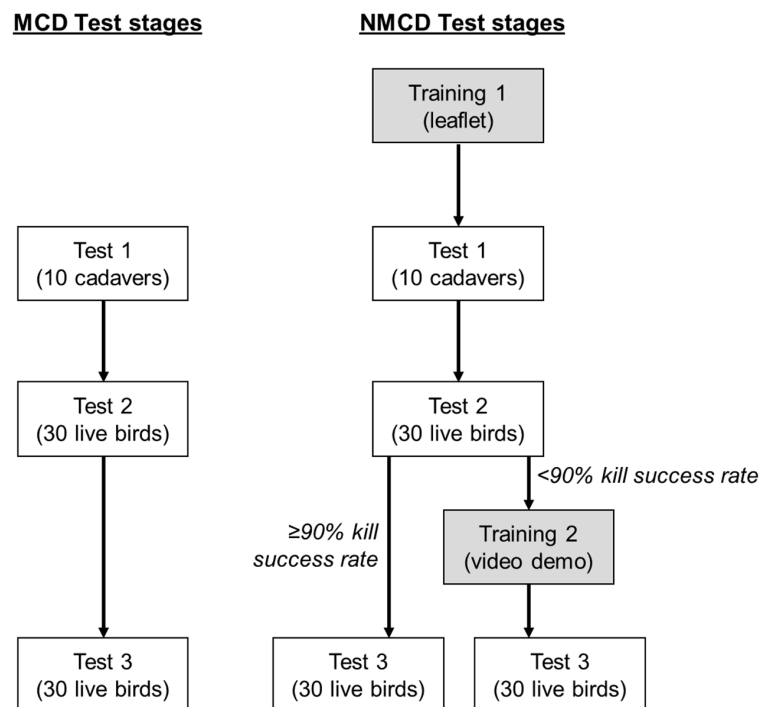 MCD Test stages
NMCD Test stages
Training 1
(leaflet)
Test 1
(10 cadavers)
Test 1
(10 cadavers)
Test 2
(30 live birds)
Test 2
(30 live birds)
<90% kill success rate
≥90% kill
success rate
Training 2
(video demo)
Test 3
(30 live birds)
Test 3
(30 live birds)
Test 3
(30 live birds)